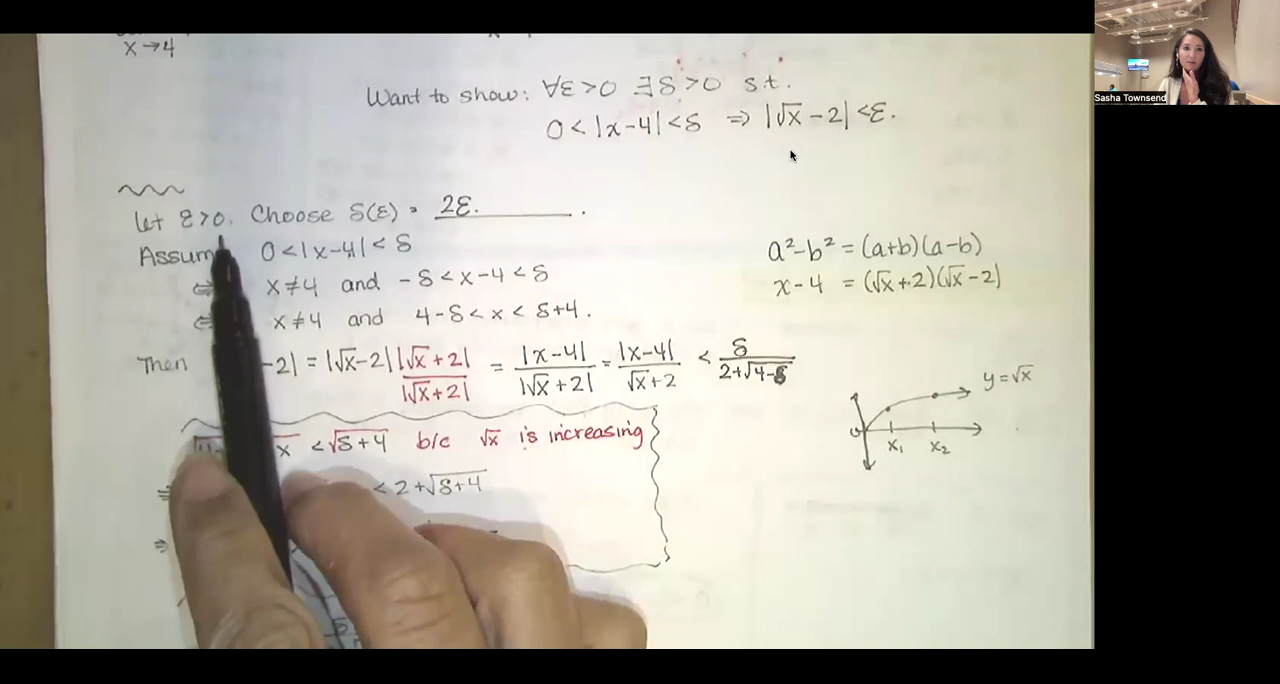 x→4
Want to show: ∀ε>0 ∃δ>0 s.t.
0<|x-4|<δ ⇒ |√x-2|<ε.
Let ε>0. Choose δ(ε) = 2ε.
Assum 0<|x-4|<δ
⇔ x≠4 and -δ<x-4<δ
⇔ x≠4 and 4-δ<x<δ+4.
Then -2| = |√x-2| |√x+2|/|√x+2| = |x-4|/|√x+2| = |x-4|/√x+2 < δ/2+√4-δ
x <√δ+4 b/c √x is increasing
<2+√δ+4
⇒
a²-b² = (a+b)(a-b)
x-4 = (√x+2)(√x-2)
y=√x
x₁ x₂
Sasha Townsend